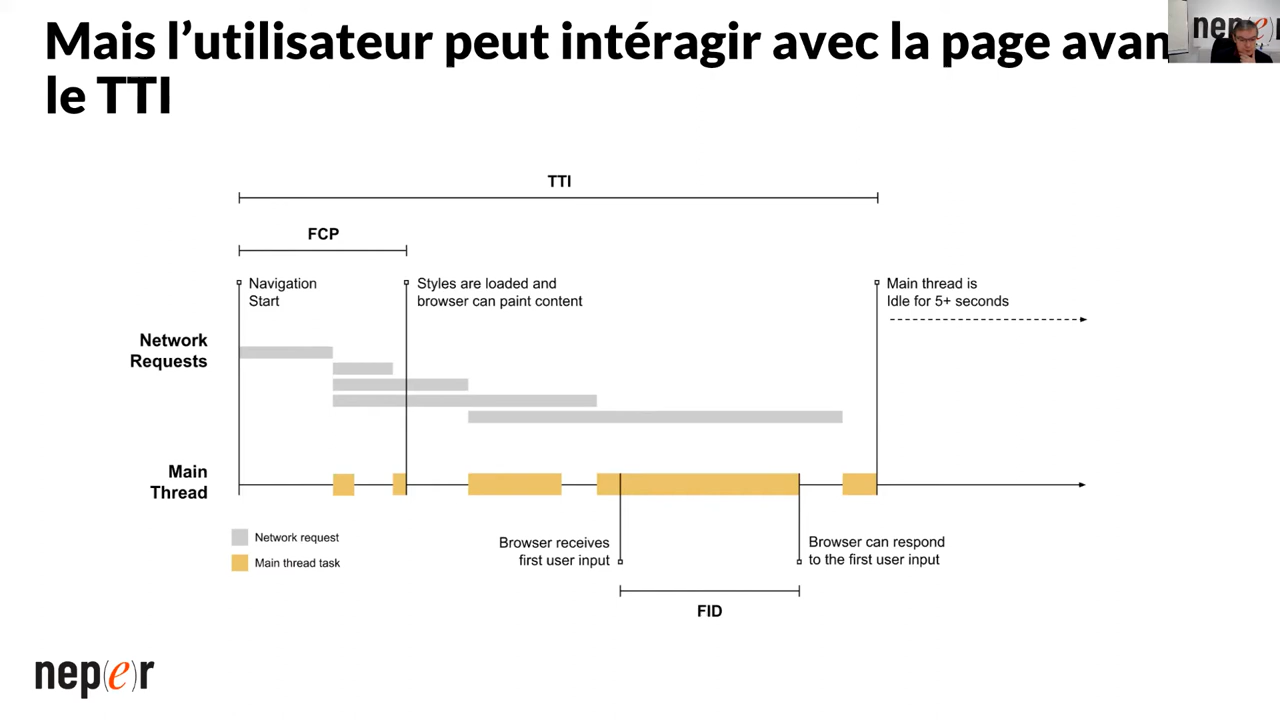 Mais l’utilisateur peut intéragir avec la page avan
le TTI
nep(e)r
TTI
FCP
Navigation
Start
Styles are loaded and
browser can paint content
Main thread is
Idle for 5+ seconds
Network
Requests
Main
Thread
Network request
Main thread task
Browser receives
first user input
Browser can respond
to the first user input
FID
nep(e)r